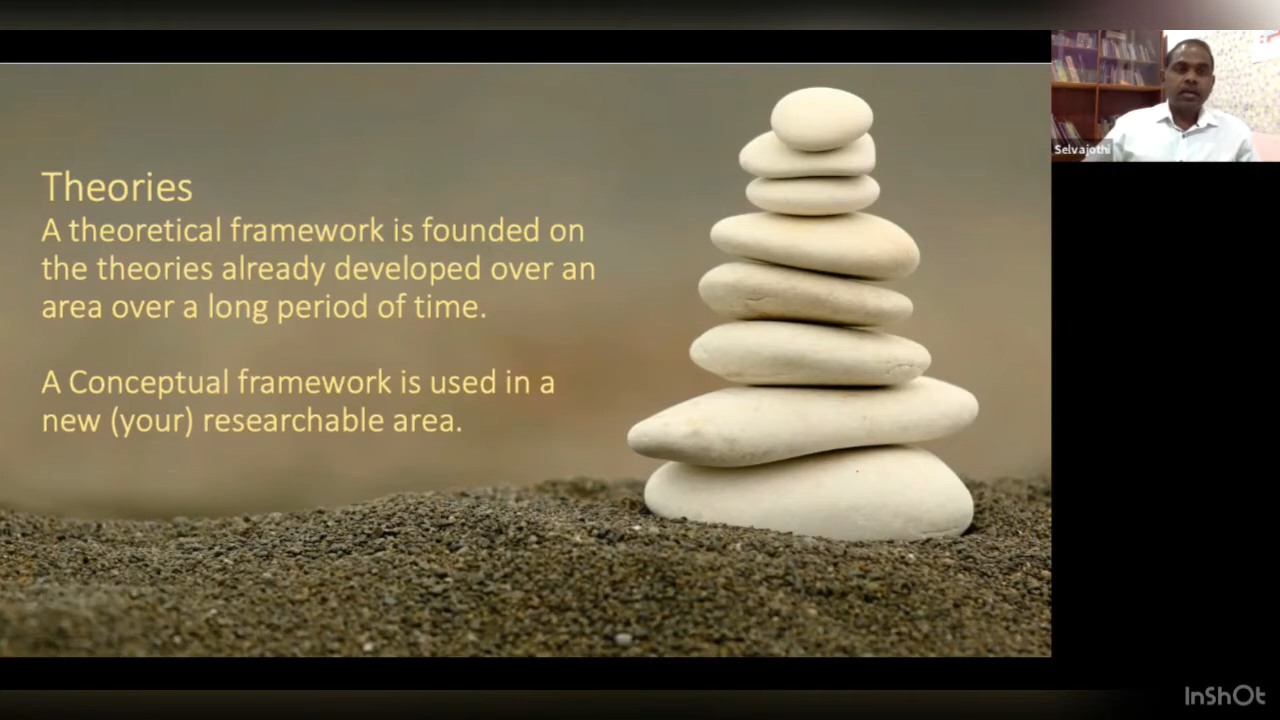 Theories
A theoretical framework is founded on
the theories already developed over an
area over a long period of time.
A Conceptual framework is used in a
new (your) researchable area.
Selvajothi
InShOt